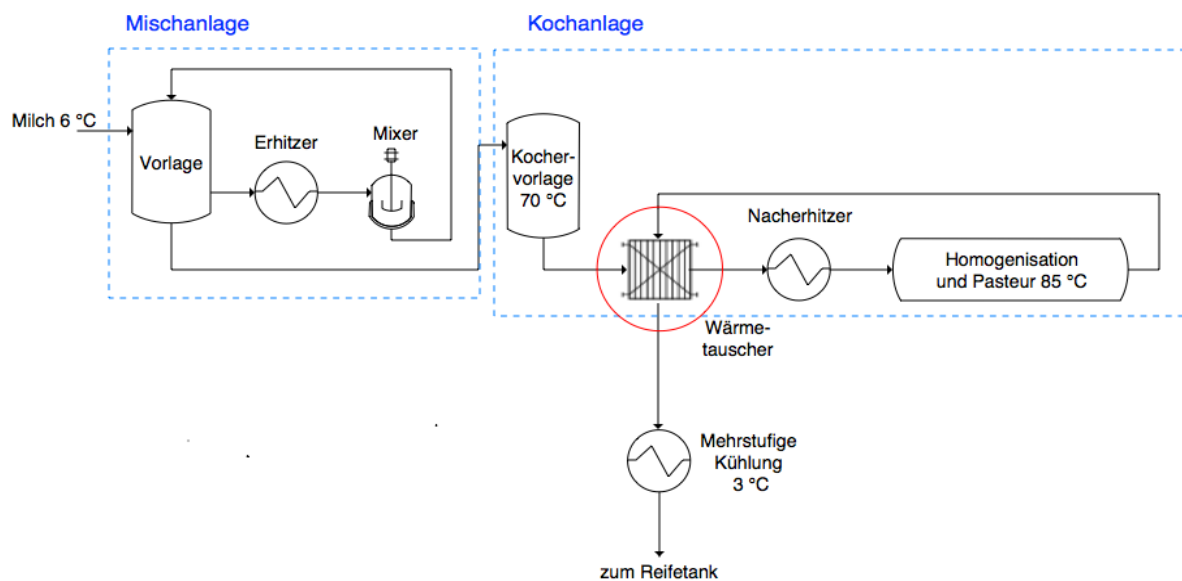 Mischanlage
Kochanlage
Milch 6 °C
Vorlage
Erhitzer
Mixer
Kocher-
vorlage
70 °C
Nacherhitzer
Homogenisation
und Pasteur 85 °C
Wärme-
tauscher
Mehrstufige
Kühlung
3 °C
zum Reifetank